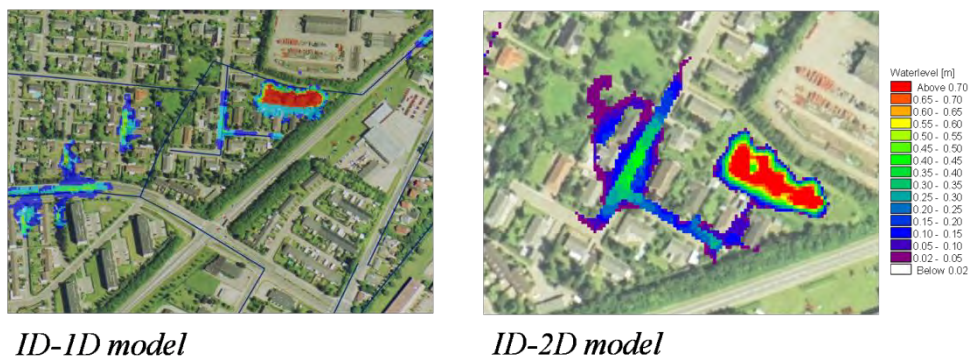 Waterlevel [m]
Above 0.70
0.65 - 0.70
0.60 - 0.65
0.55 - 0.60
0.50 - 0.55
0.45 - 0.50
0.40 - 0.45
0.35 - 0.40
0.30 - 0.35
0.25 - 0.30
0.20 - 0.25
0.15 - 0.20
0.10 - 0.15
0.05 - 0.10
0.02 - 0.05
Below 0.02
ID-1D model
ID-2D model